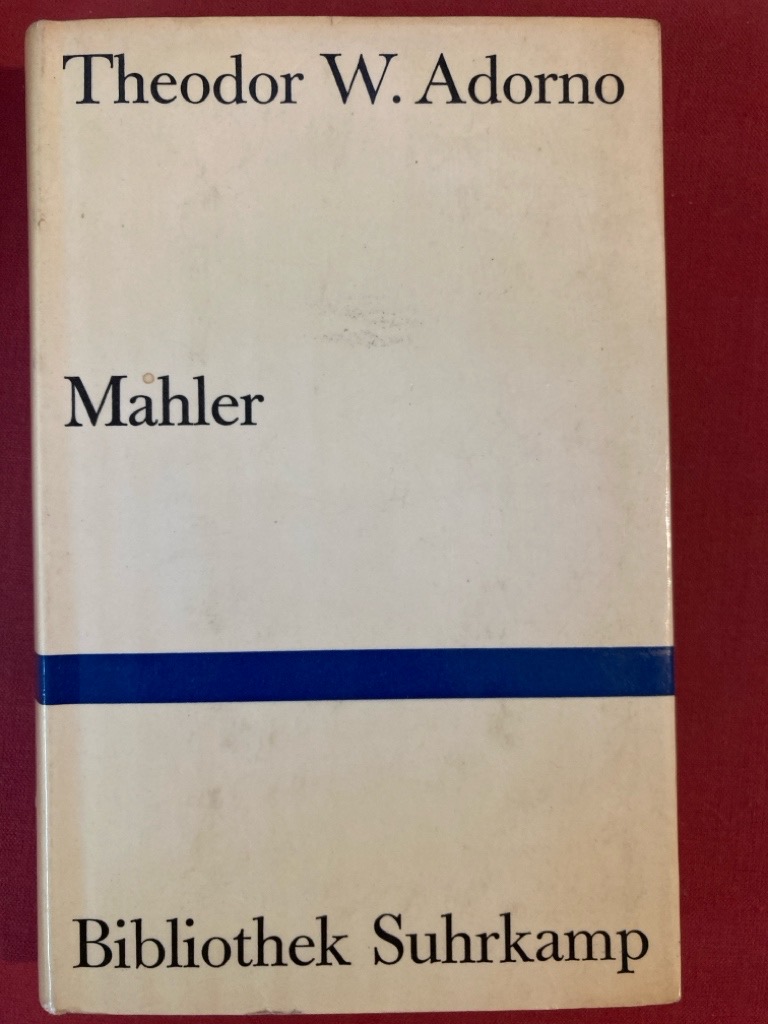 Theodor W. Adorno
Mahler
Bibliothek Suhrkamp